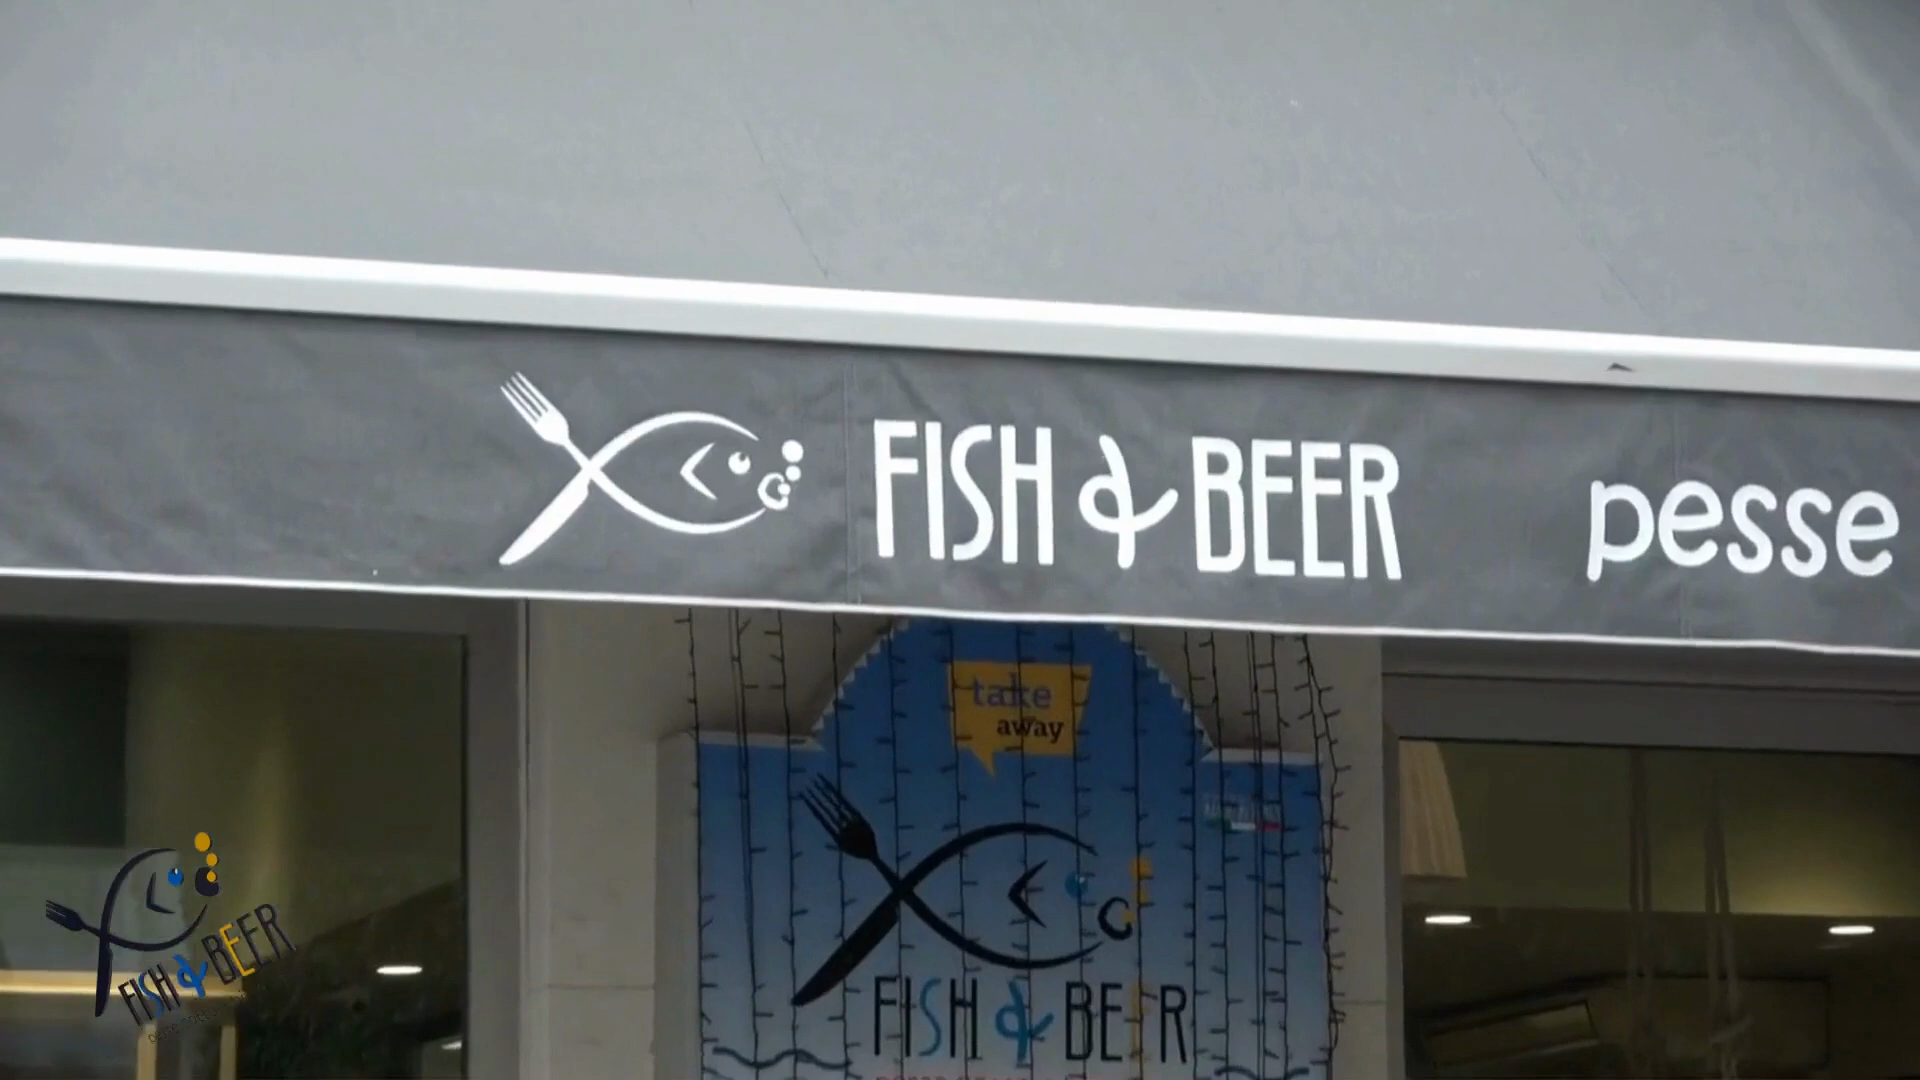 FISH & BEER pesse
take
away
FISH & BEER
FISH & BEER